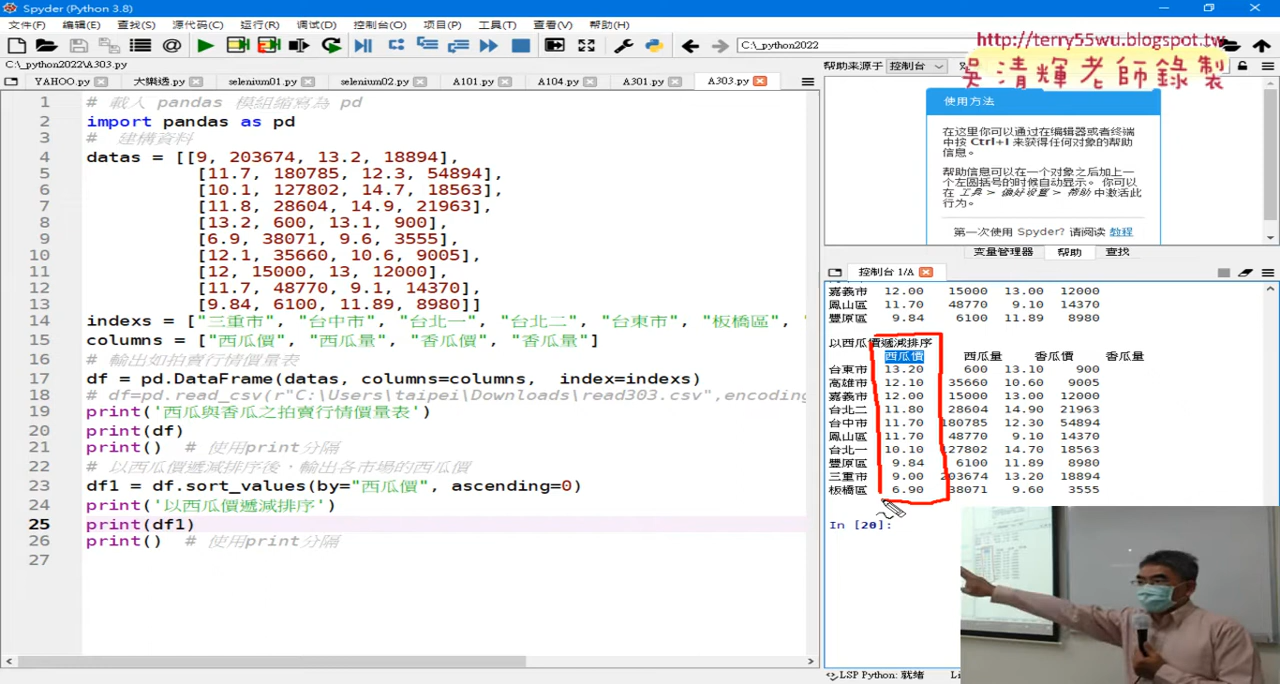 Spyder (Python 3.8)
文件(F) 编辑(E) 查找(S) 源代码(C) 运行(R) 调试(D) 控制台(O) 项目(P) 工具(T) 查看(V) 帮助(H)
C:\_python2022
http://terry55wu.blogspot.tw
吳清輝老師錄製
C:\_python2022\A303.py
帮助来源于 控制台
YAHOO.py 大樂透.py selenium01.py selenium02.py A101.py A104.py A301.py A303.py
1 # 載入 pandas 模組縮寫為 pd
2 import pandas as pd
3 # 建構資料
4 datas = [[9, 203674, 13.2, 18894],
5 [11.7, 180785, 12.3, 54894],
6 [10.1, 127802, 14.7, 18563],
7 [11.8, 28604, 14.9, 21963],
8 [13.2, 600, 13.1, 900],
9 [6.9, 38071, 9.6, 3555],
10 [12.1, 35660, 10.6, 9005],
11 [12, 15000, 13, 12000],
12 [11.7, 48770, 9.1, 14370],
13 [9.84, 6100, 11.89, 8980]]
14 indexs = ["三重市", "台中市", "台北一", "台北二", "台東市", "板橋區", "
15 columns = ["西瓜價", "西瓜量", "香瓜價", "香瓜量"]
16 # 輸出如拍賣行情價量表
17 df = pd.DataFrame(datas, columns=columns, index=indexs)
18 # df=pd.read_csv(r"C:\Users\taipei\Downloads\read303.csv",encoding
19 print('西瓜與香瓜之拍賣行情價量表')
20 print(df)
21 print() # 使用print分隔
22 # 以西瓜價遞減排序後，輸出各市場的西瓜價
23 df1 = df.sort_values(by="西瓜價", ascending=0)
24 print('以西瓜價遞減排序')
25 print(df1)
26 print() # 使用print分隔
27
使用方法
在这里你可以通过在编辑器或者终端
中按 Ctrl+I 来获得任何对象的帮助
信息。
帮助信息可以在一个对象之后加上一
个左圆括号的时候自动显示。 你可以
在 工具 > 偏好设置 > 帮助 中激活此
行为。
第一次使用 Spyder? 请阅读 教程
变量管理器 帮助 查找
控制台 1/A
嘉義市 12.00 15000 13.00 12000
鳳山區 11.70 48770 9.10 14370
豐原區 9.84 6100 11.89 8980
以西瓜價遞減排序
西瓜價 西瓜量 香瓜價 香瓜量
台東市 13.20 600 13.10 900
高雄市 12.10 35660 10.60 9005
嘉義市 12.00 15000 13.00 12000
台北二 11.80 28604 14.90 21963
台中市 11.70 180785 12.30 54894
鳳山區 11.70 48770 9.10 14370
台北一 10.10 127802 14.70 18563
豐原區 9.84 6100 11.89 8980
三重市 9.00 203674 13.20 18894
板橋區 6.90 38071 9.60 3555
In [20]:
LSP Python: 就绪